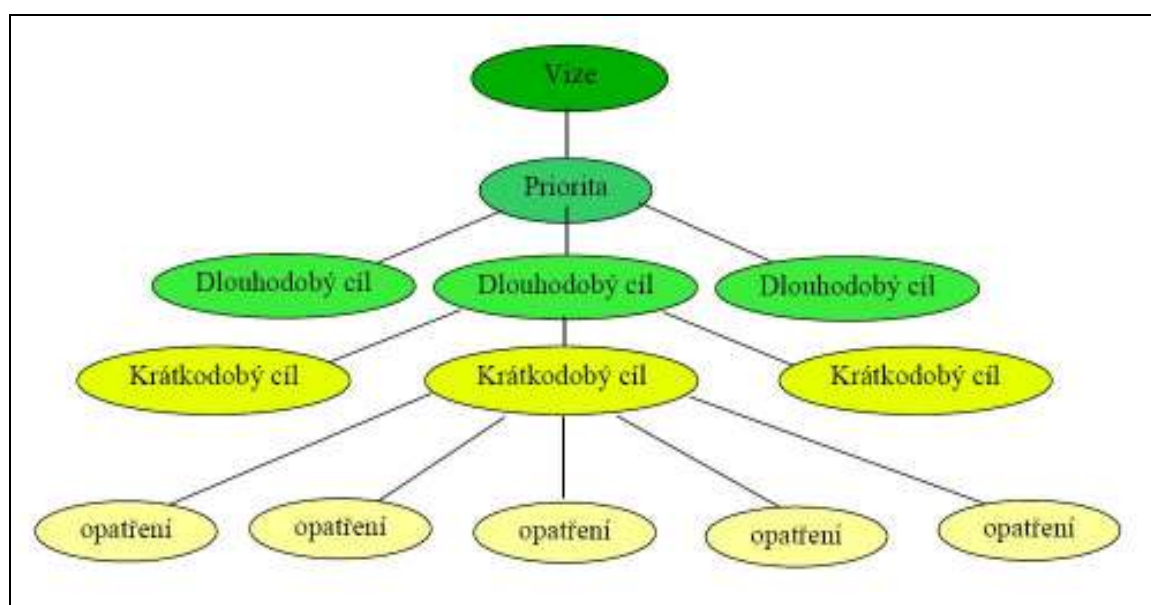 Vize
Priorita
Dlouhodobý cíl
Dlouhodobý cíl
Dlouhodobý cíl
Krátkodobý cíl
Krátkodobý cíl
Krátkodobý cíl
opatření
opatření
opatření
opatření
opatření